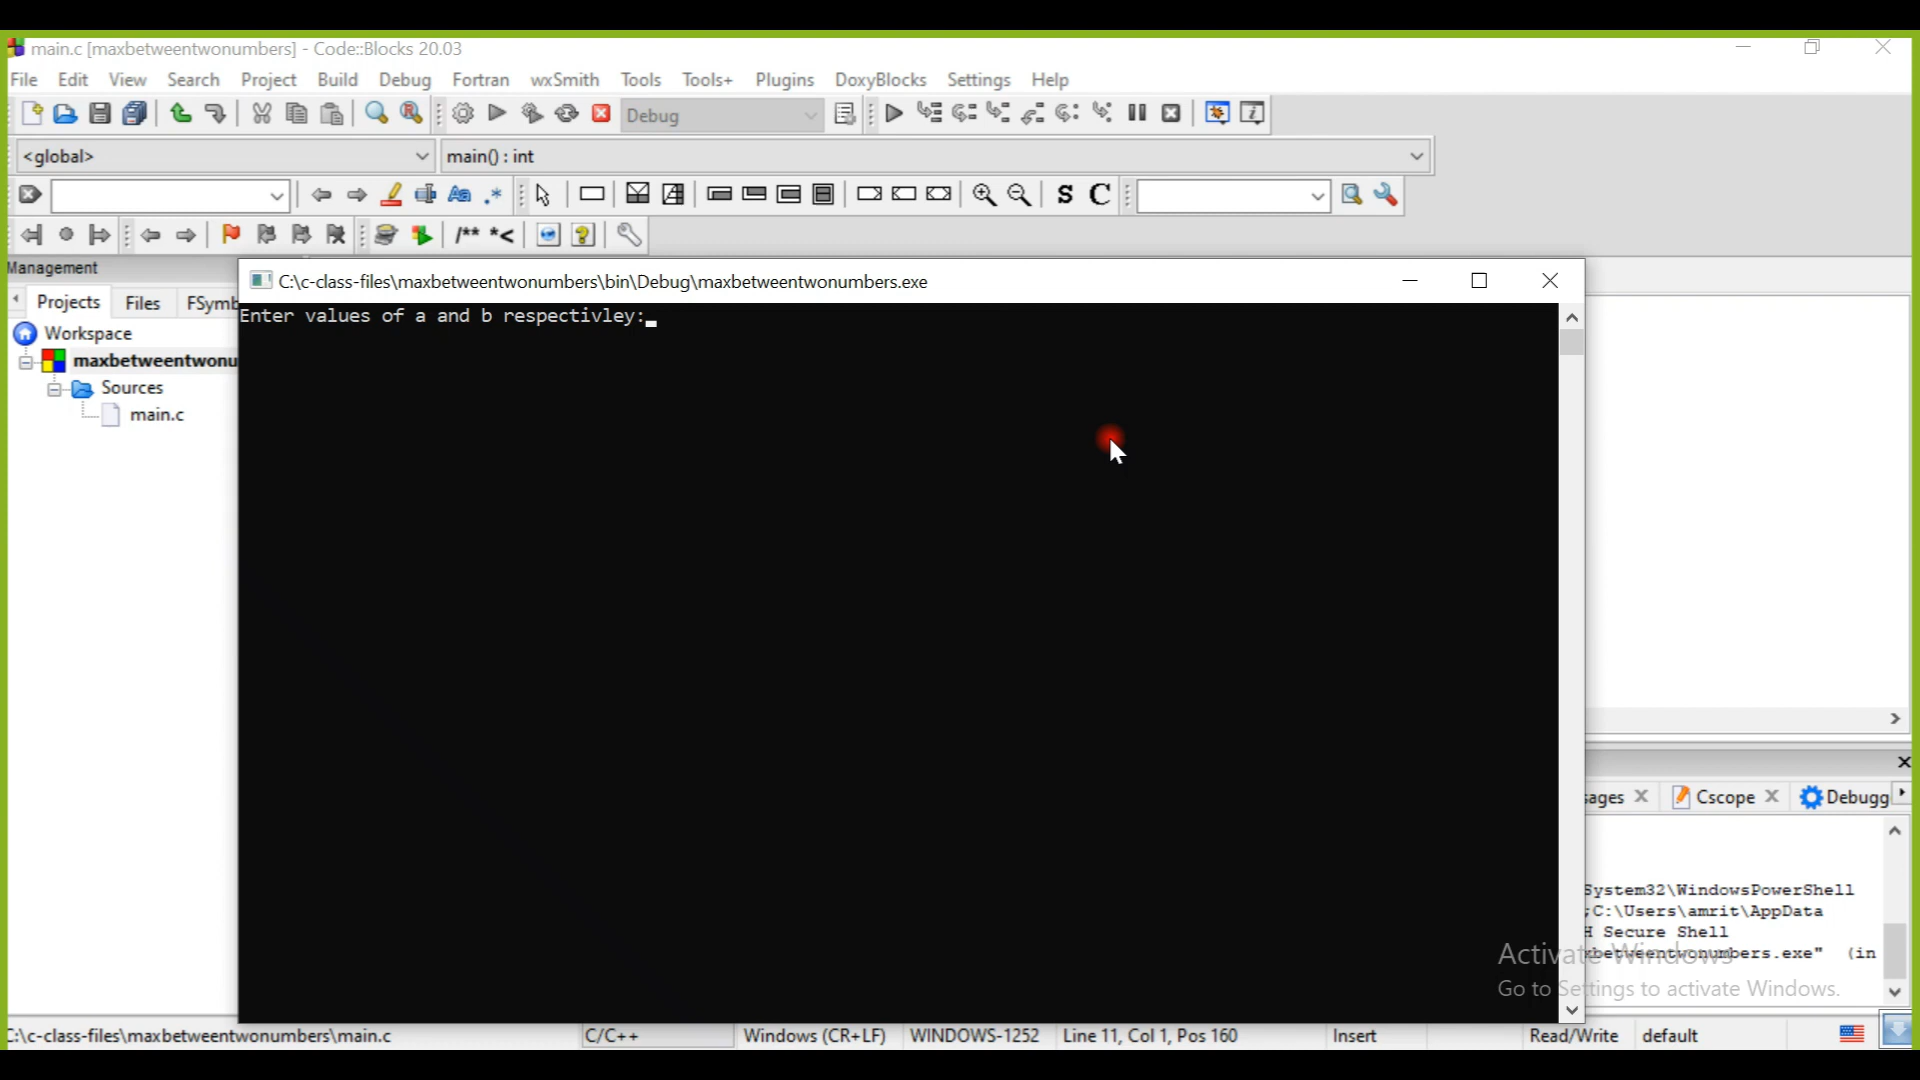 main.c [maxbetweentwonumbers] - Code::Blocks 20.03
File Edit View Search Project Build Debug Fortran wxSmith Tools Tools+ Plugins DoxyBlocks Settings Help
Debug
<global> main() : int
S C
/** *<
Management
C:\c-class-files\maxbetweentwonumbers\bin\Debug\maxbetweentwonumbers.exe
Projects Files FSymb
Enter values of a and b respectivley:
Workspace
maxbetweentwonu
Sources
main.c
sages Cscope Debugg
System32\WindowsPowerShell
;C:\Users\amrit\AppData
H Secure Shell
xbetweentwonumbers.exe" (in
Activate Windows
Go to Settings to activate Windows.
C:\c-class-files\maxbetweentwonumbers\main.c C/C++ Windows (CR+LF) WINDOWS-1252 Line 11, Col 1, Pos 160 Insert Read/Write default